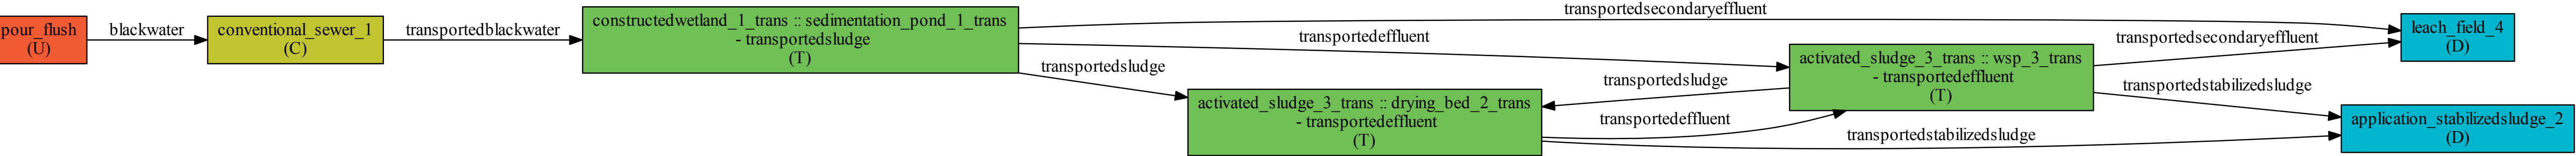 pour_flush
(U)
blackwater
conventional_sewer_1
(C)
transportedblackwater
constructedwetland_1_trans :: sedimentation_pond_1_trans
- transportedsludge
(T)
transportedsecondaryeffluent
transportedeffluent
transportedsludge
activated_sludge_3_trans :: drying_bed_2_trans
- transportedeffluent
(T)
transportedsludge
transportedeffluent
transportedstabilizedsludge
activated_sludge_3_trans :: wsp_3_trans
- transportedeffluent
(T)
transportedsecondaryeffluent
transportedstabilizedsludge
leach_field_4
(D)
application_stabilizedsludge_2
(D)